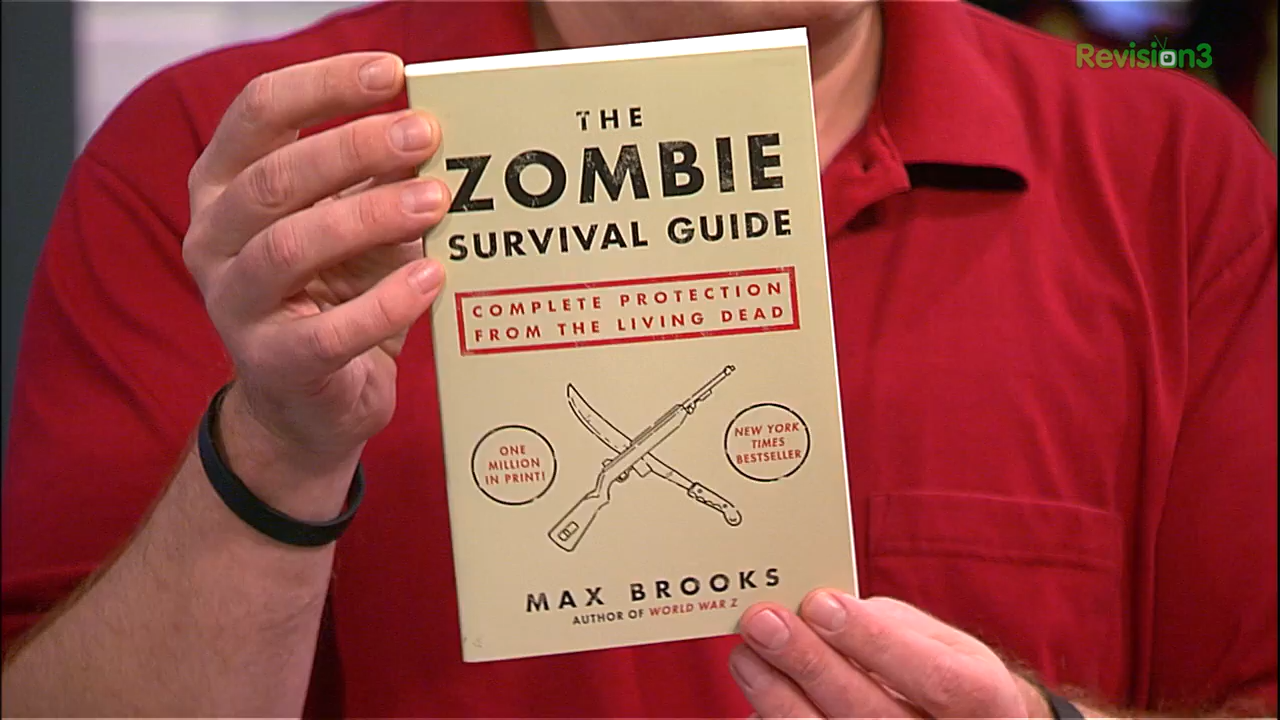 Revision3
THE
ZOMBIE
SURVIVAL GUIDE
COMPLETE PROTECTION
FROM THE LIVING DEAD
ONE
MILLION
IN PRINT!
NEW YORK
TIMES
BESTSELLER
MAX BROOKS
AUTHOR OF WORLD WAR Z